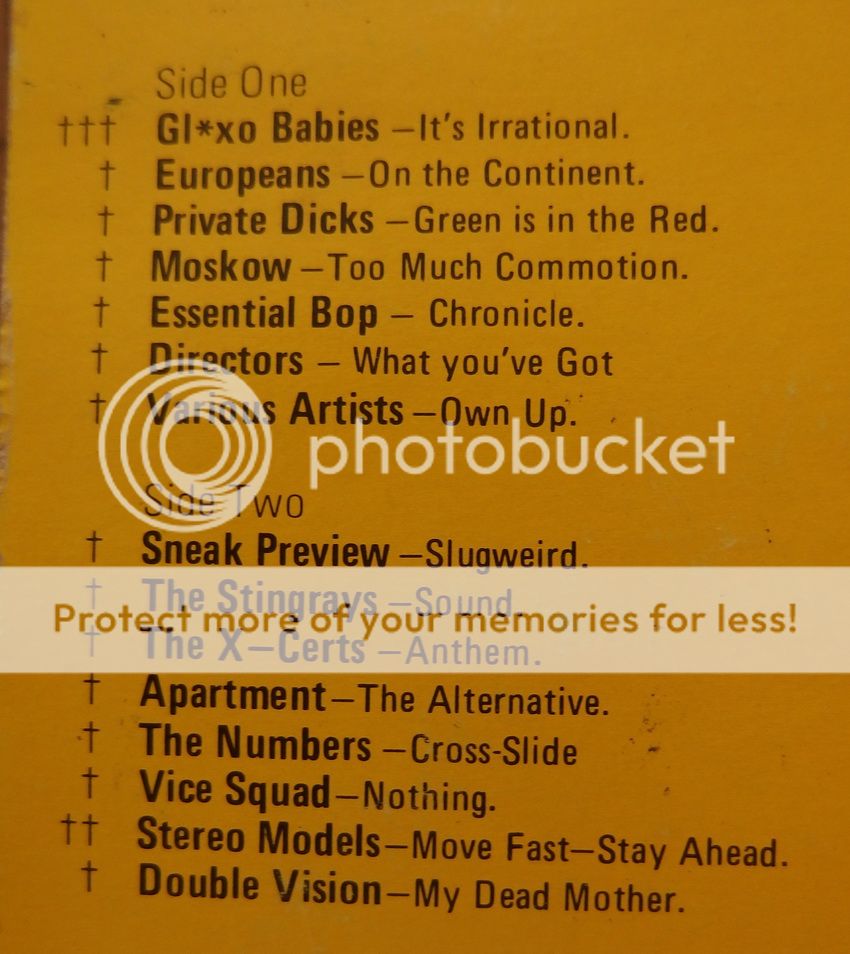 Side One
††† Gl*xo Babies –It's Irrational.
† Europeans –On the Continent.
† Private Dicks –Green is in the Red.
† Moskow –Too Much Commotion.
† Essential Bop – Chronicle.
† Directors – What you've Got
† Various Artists –Own Up.
photobucket
Side Two
† Sneak Preview –Slugweird.
† The Stingrays –Sound.
Protect more of your memories for less!
† The X–Certs –Anthem.
† Apartment–The Alternative.
† The Numbers –Cross-Slide
† Vice Squad–Nothing.
†† Stereo Models–Move Fast–Stay Ahead.
† Double Vision–My Dead Mother.